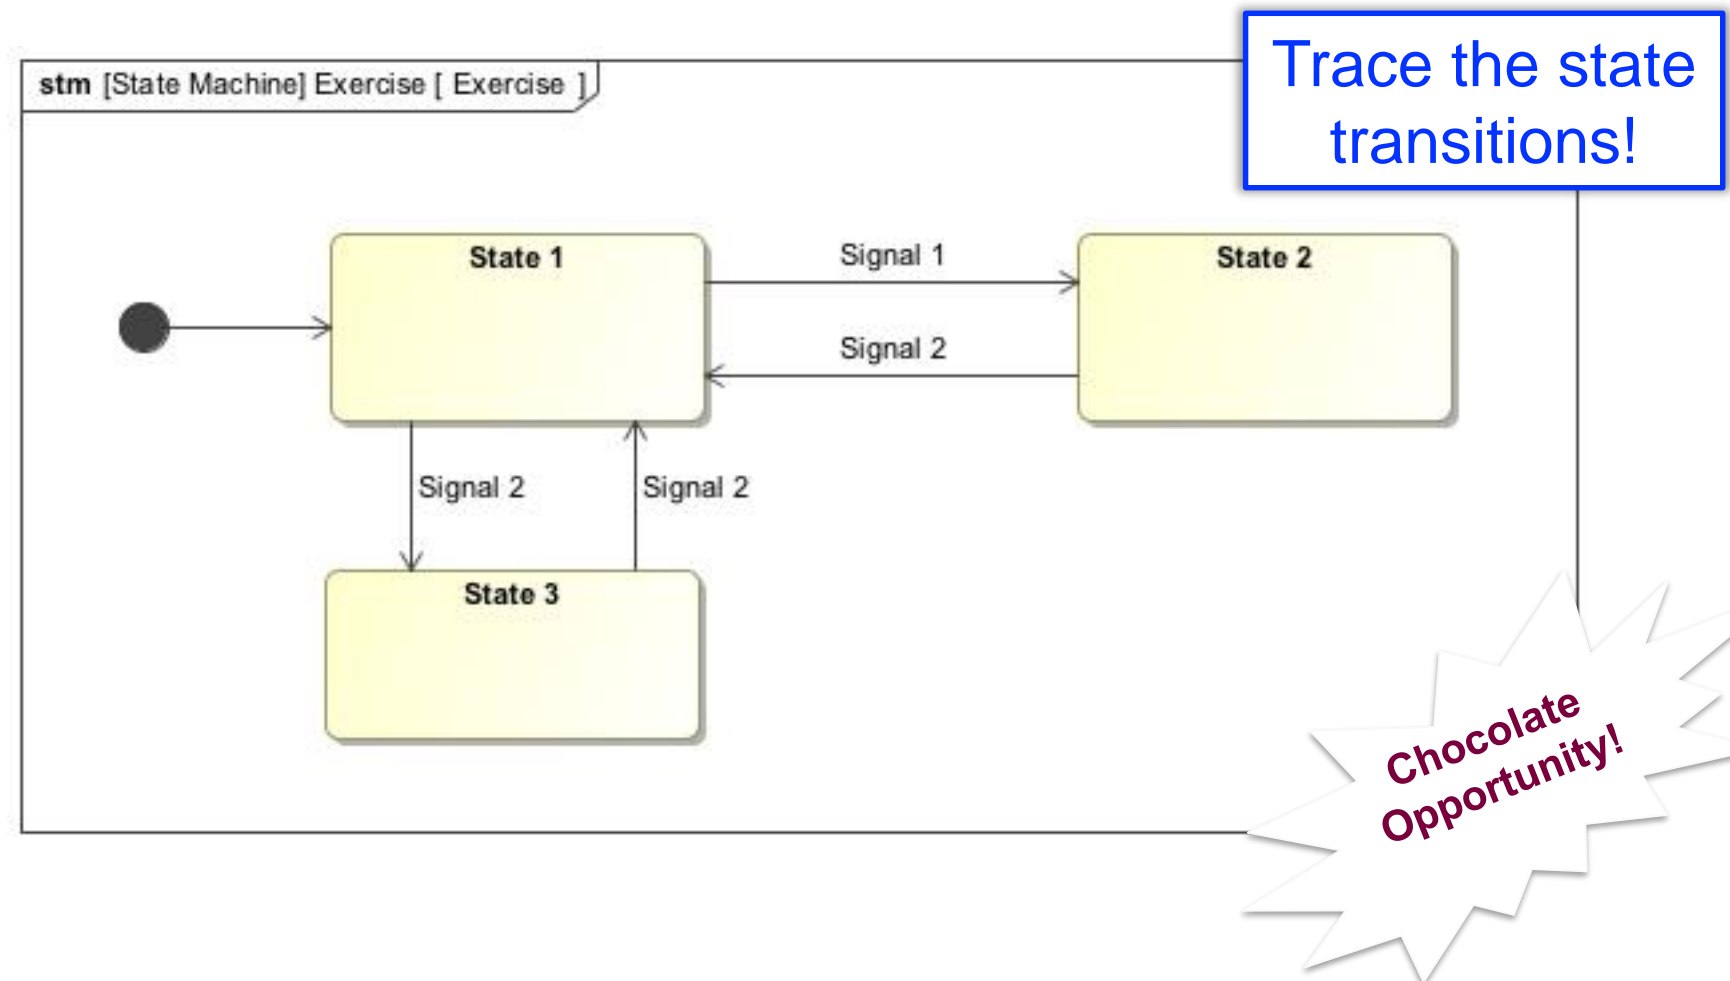 Trace the state
transitions!
stm [State Machine] Exercise [ Exercise ]
State 1
Signal 1
State 2
Signal 2
Signal 2
Signal 2
State 3
Chocolate
Opportunity!